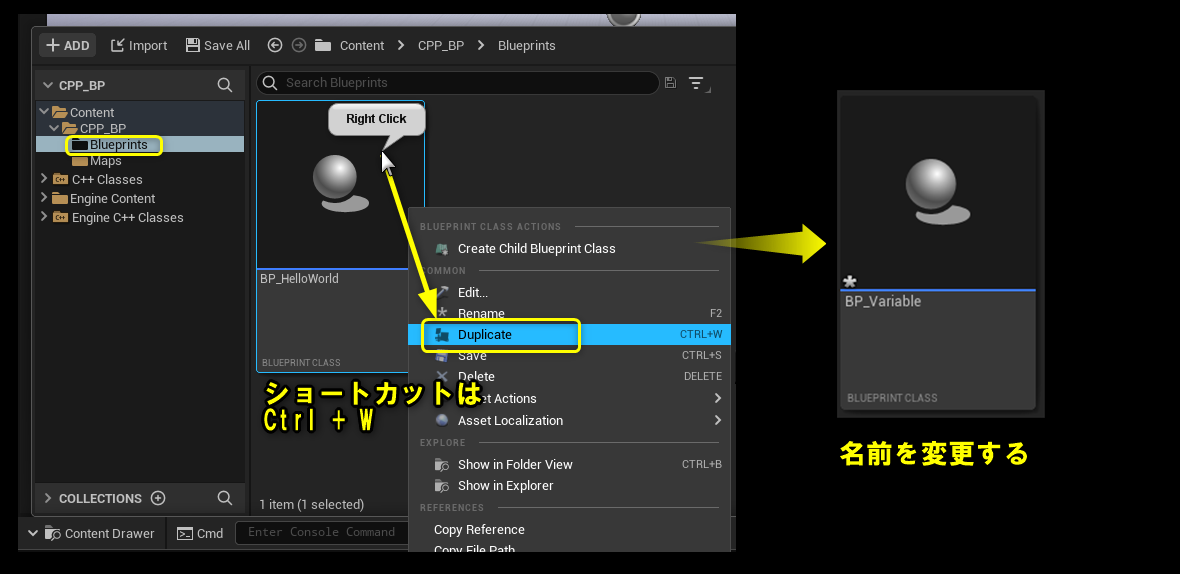 ADD
Import
Save All
Content
CPP_BP
Blueprints
CPP_BP
Search Blueprints
Content
CPP_BP
Blueprints
Maps
C++ Classes
Engine Content
Engine C++ Classes
COLLECTIONS
Right Click
BP_HelloWorld
BLUEPRINT CLASS
ショートカットは
Ctrl + W
1 item (1 selected)
BLUEPRINT CLASS ACTIONS
Create Child Blueprint Class
COMMON
Edit...
Rename F2
Duplicate CTRL+W
Save CTRL+S
Delete DELETE
Actions
Asset Localization
EXPLORE
Show in Folder View CTRL+B
Show in Explorer
REFERENCES
Copy Reference
Copy File Path
Content Drawer
Cmd
Enter Console Command
BP_Variable
BLUEPRINT CLASS
名前を変更する